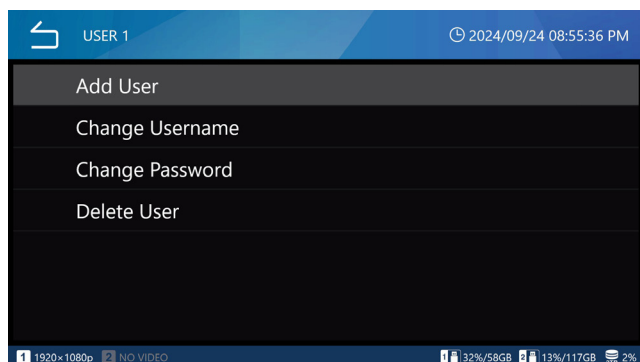 USER 1 2024/09/24 08:55:36 PM
Add User
Change Username
Change Password
Delete User
1 1920×1080p 2 NO VIDEO 1 32%/58GB 2 13%/117GB 2%